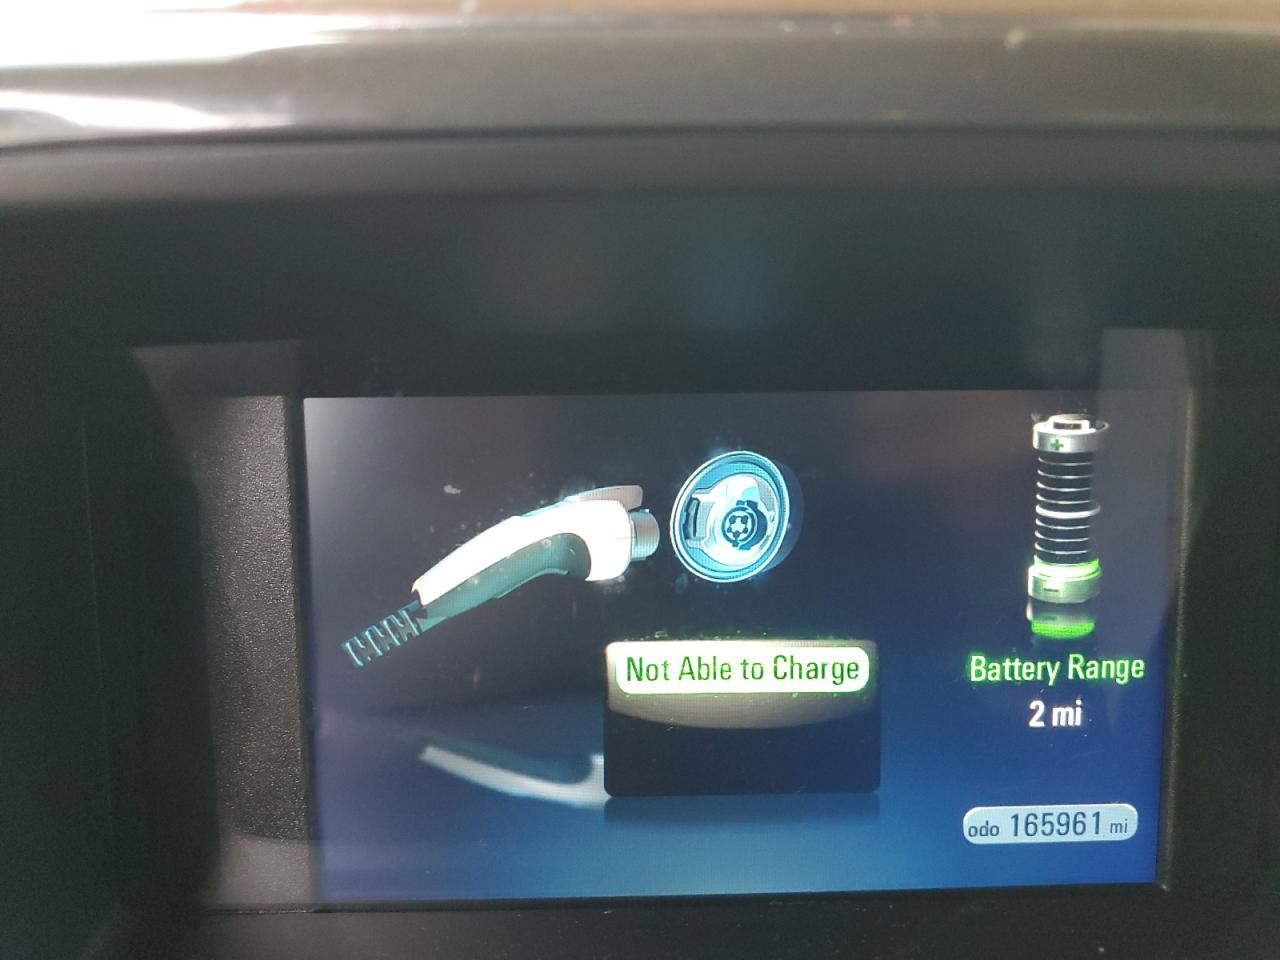 Not Able to Charge
Battery Range
2 mi
odo 165961 mi